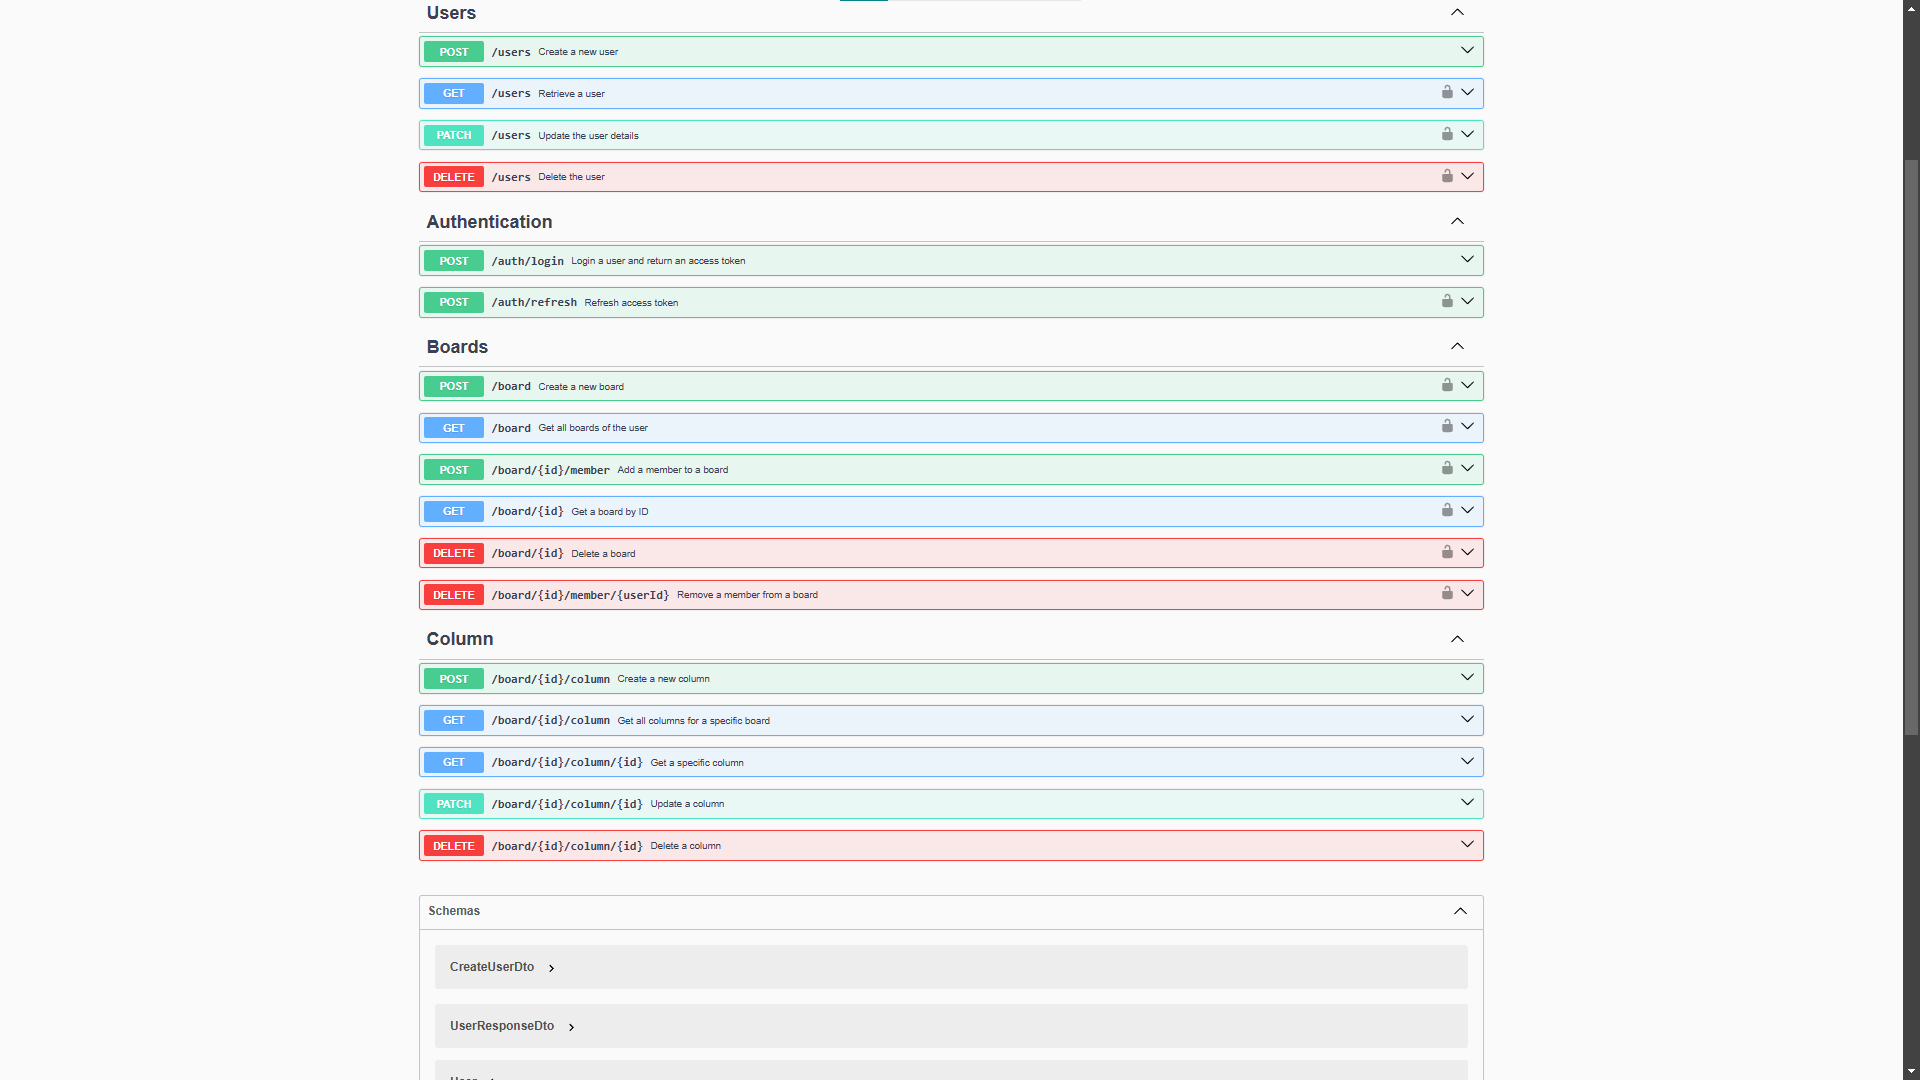 Users
POST /users Create a new user
GET /users Retrieve a user
PATCH /users Update the user details
DELETE /users Delete the user
Authentication
POST /auth/login Login a user and return an access token
POST /auth/refresh Refresh access token
Boards
POST /board Create a new board
GET /board Get all boards of the user
POST /board/{id}/member Add a member to a board
GET /board/{id} Get a board by ID
DELETE /board/{id} Delete a board
DELETE /board/{id}/member/{userId} Remove a member from a board
Column
POST /board/{id}/column Create a new column
GET /board/{id}/column Get all columns for a specific board
GET /board/{id}/column/{id} Get a specific column
PATCH /board/{id}/column/{id} Update a column
DELETE /board/{id}/column/{id} Delete a column
Schemas
CreateUserDto
UserResponseDto